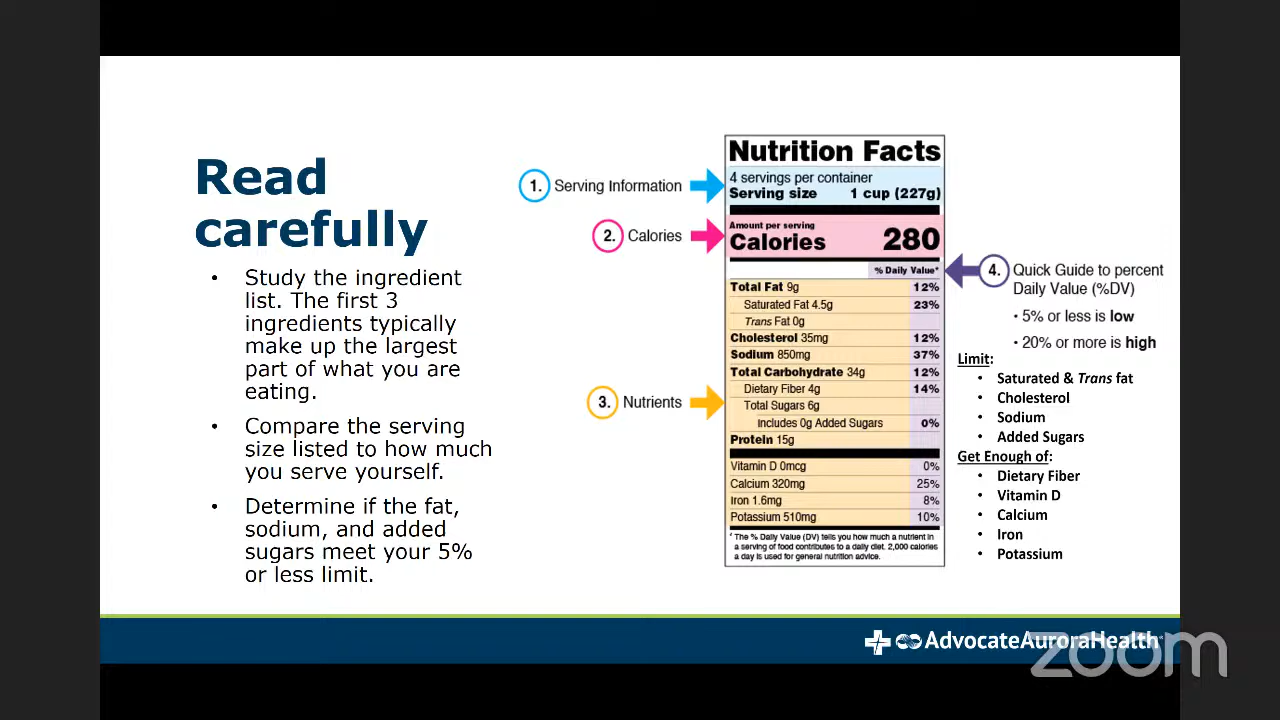 Read
carefully
• Study the ingredient
list. The first 3
ingredients typically
make up the largest
part of what you are
eating.
• Compare the serving
size listed to how much
you serve yourself.
• Determine if the fat,
sodium, and added
sugars meet your 5%
or less limit.
1. Serving Information
2. Calories
3. Nutrients
Nutrition Facts
4 servings per container
Serving size 1 cup (227g)
Amount per serving
Calories 280
% Daily Value*
Total Fat 9g 12%
Saturated Fat 4.5g 23%
Trans Fat 0g
Cholesterol 35mg 12%
Sodium 850mg 37%
Total Carbohydrate 34g 12%
Dietary Fiber 4g 14%
Total Sugars 6g
Includes 0g Added Sugars 0%
Protein 15g
Vitamin D 0mcg 0%
Calcium 320mg 25%
Iron 1.6mg 8%
Potassium 510mg 10%
* The % Daily Value (DV) tells you how much a nutrient in
a serving of food contributes to a daily diet. 2,000 calories
a day is used for general nutrition advice.
4. Quick Guide to percent
Daily Value (%DV)
• 5% or less is low
• 20% or more is high
Limit:
• Saturated & Trans fat
• Cholesterol
• Sodium
• Added Sugars
Get Enough of:
• Dietary Fiber
• Vitamin D
• Calcium
• Iron
• Potassium
AdvocateAuroraHealth
zoom